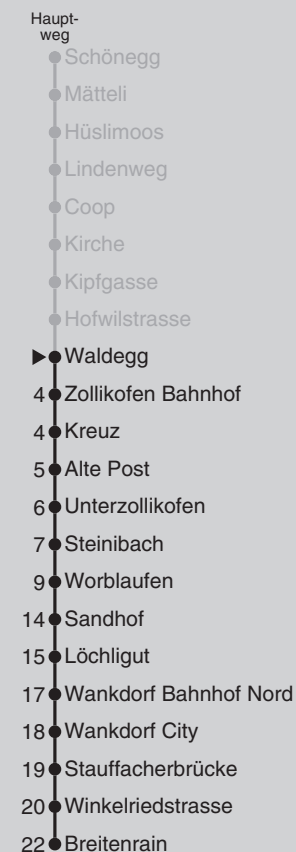 Haupt-
weg
Schönegg
Mätteli
Hüslimoos
Lindenweg
Coop
Kirche
Kipfgasse
Hofwilstrasse
Waldegg
4 Zollikofen Bahnhof
4 Kreuz
5 Alte Post
6 Unterzollikofen
7 Steinibach
9 Worblaufen
14 Sandhof
15 Löchligut
17 Wankdorf Bahnhof Nord
18 Wankdorf City
19 Stauffacherbrücke
20 Winkelriedstrasse
22 Breitenrain